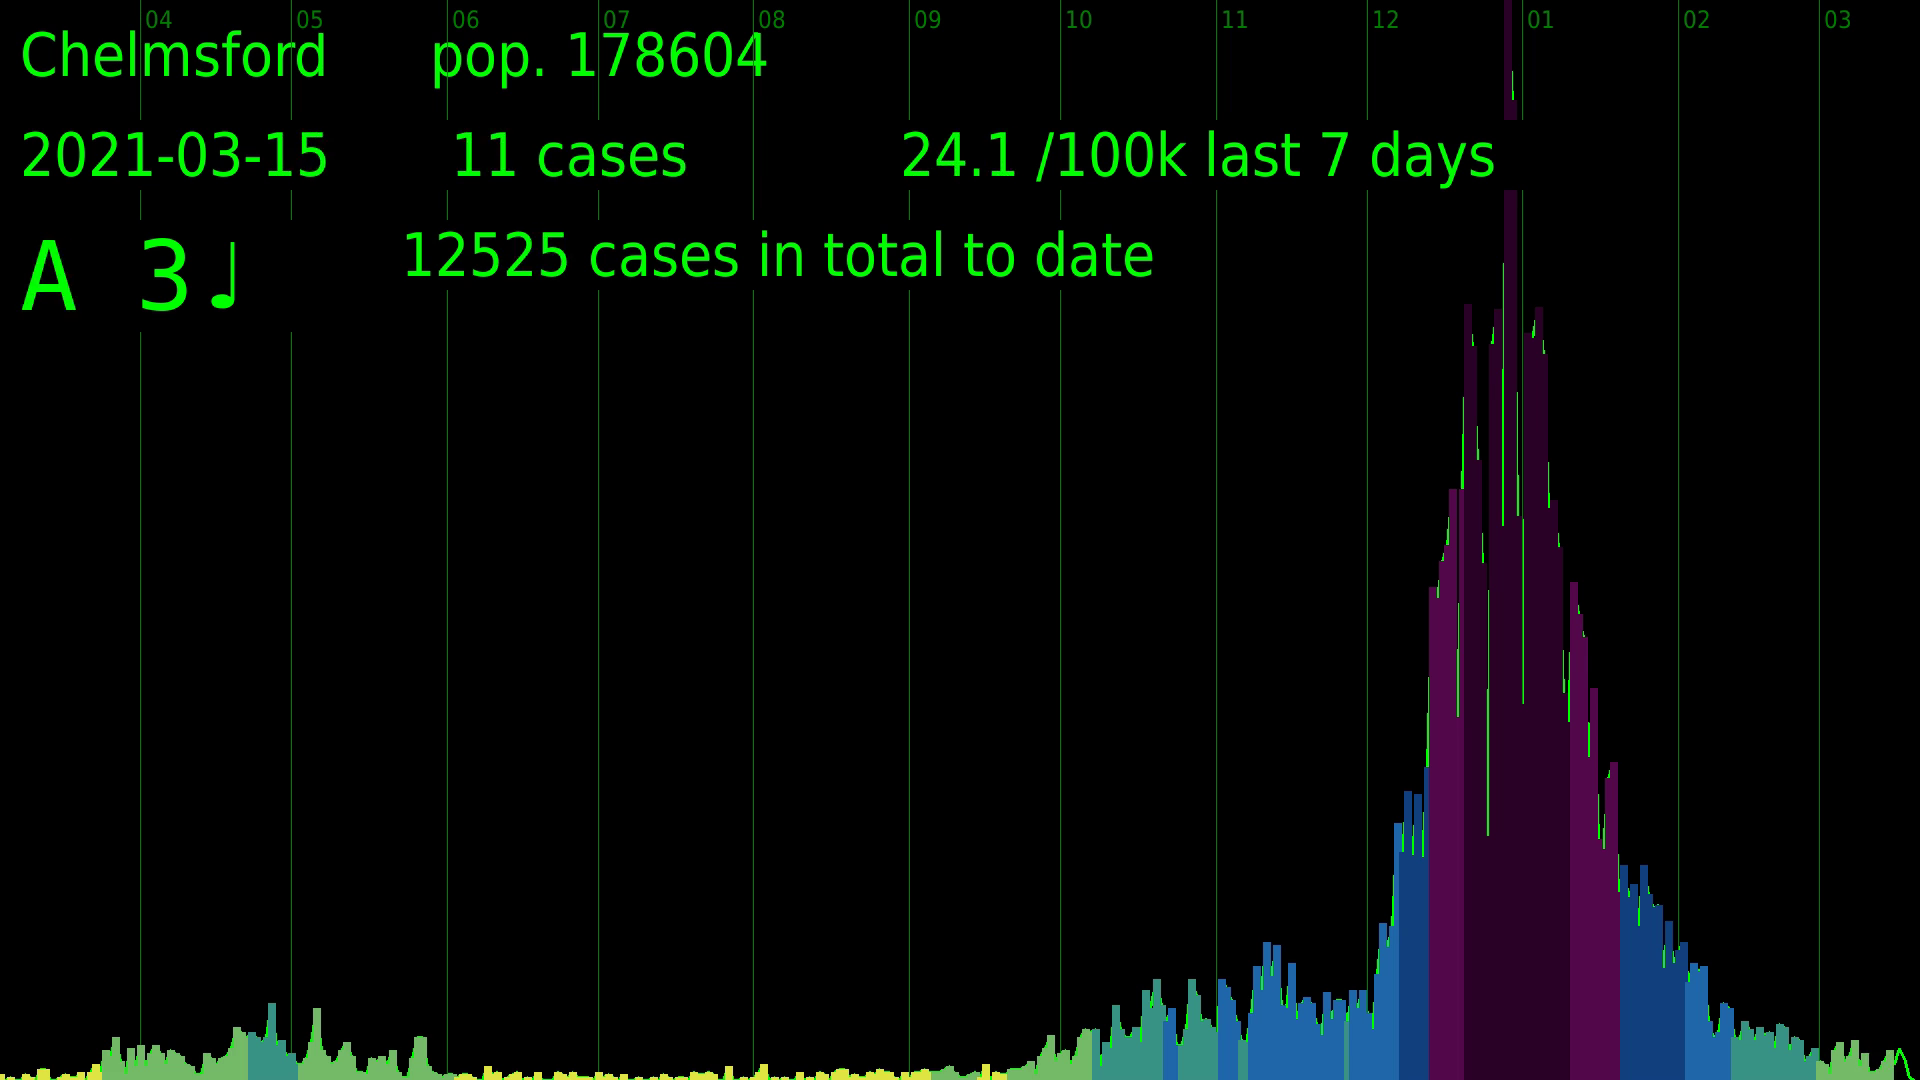 04 05 06 07 08 09 10 11 12 01 02 03
Chelmsford pop. 178604
2021-03-15 11 cases 24.1 /100k last 7 days
A 3♩ 12525 cases in total to date